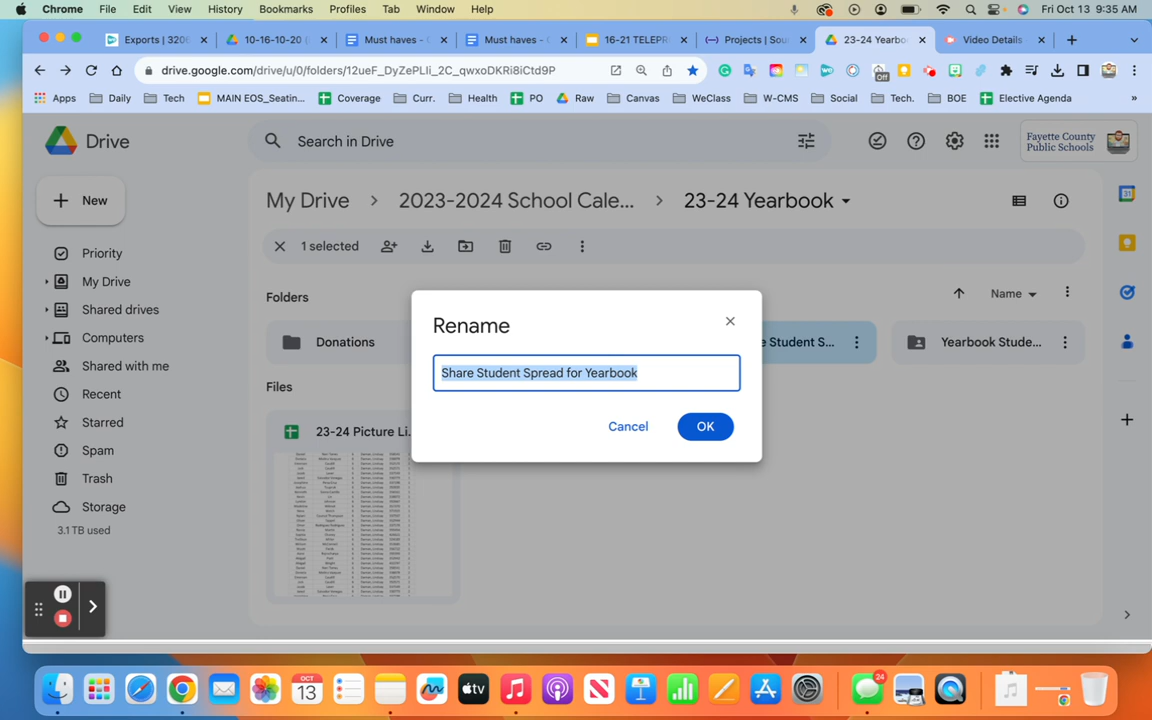 Chrome File Edit View History Bookmarks Profiles Tab Window Help Fri Oct 13 9:35 AM
Exports | 3206 10-16-10-20 ( Must haves - Must haves - 16-21 TELEPR Projects | Sou 23-24 Yearbo Video Details
drive.google.com/drive/u/0/folders/12ueF_DyZePLIi_2C_qwxoDKRi8iCtd9P Off
Apps Daily Tech MAIN EOS_Seatin... Coverage Curr. Health PO Raw Canvas WeClass W-CMS Social Tech. BOE Elective Agenda »
Drive Search in Drive Fayette County
Public Schools
New My Drive > 2023-2024 School Cale... > 23-24 Yearbook
1 selected
Priority
My Drive
Shared drives
Computers
Shared with me
Recent
Starred
Spam
Trash
Storage
3.1 TB used
Folders Name
Donations e Student S... Yearbook Stude...
Files
23-24 Picture Li.
Rename
Share Student Spread for Yearbook
Cancel OK
OCT
13
tv
24